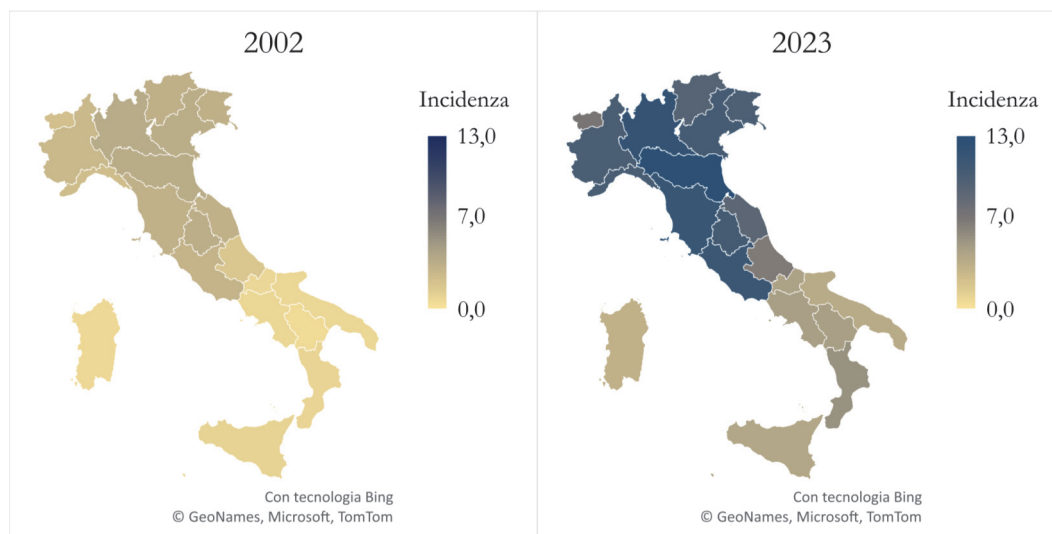 2002
Incidenza
13,0
7,0
0,0
Con tecnologia Bing
© GeoNames, Microsoft, TomTom
2023
Incidenza
13,0
7,0
0,0
Con tecnologia Bing
© GeoNames, Microsoft, TomTom